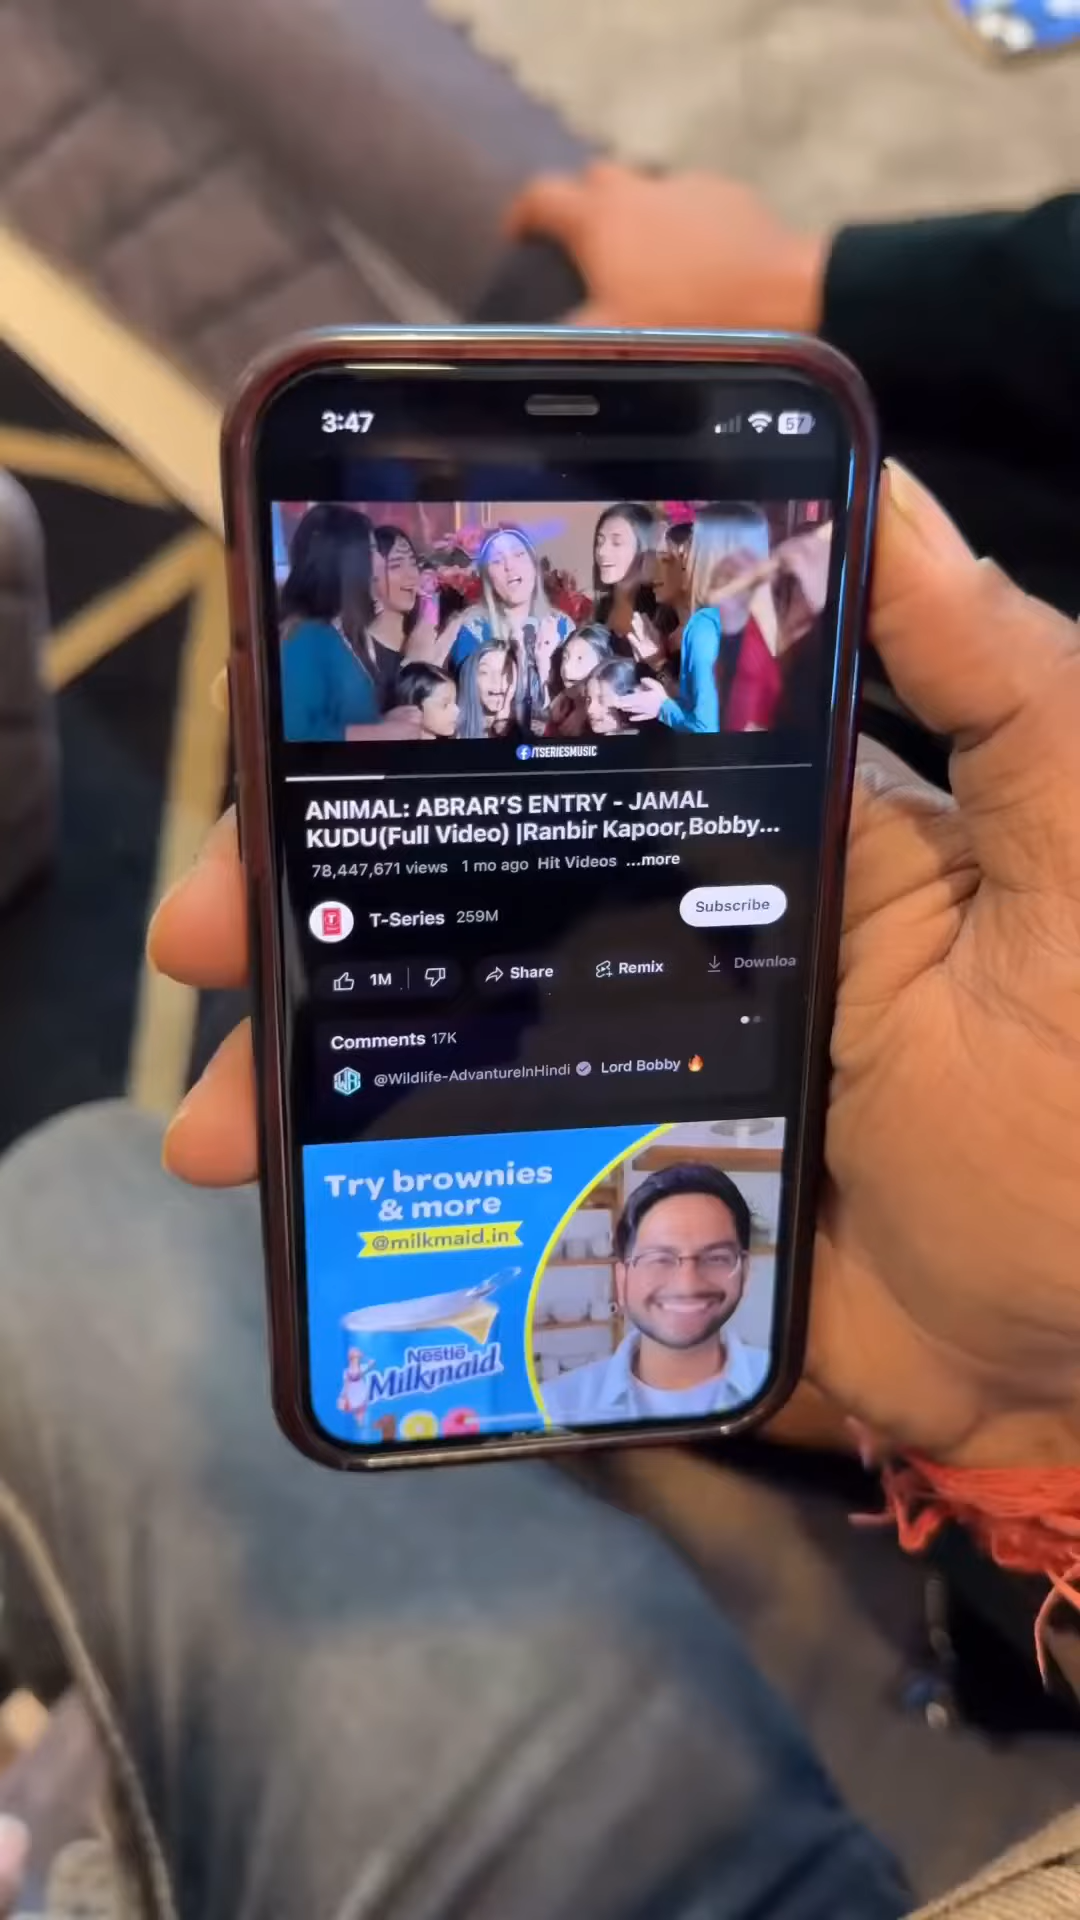 3:47
57
/TSERIESMUSIC
ANIMAL: ABRAR'S ENTRY - JAMAL
KUDU(Full Video) |Ranbir Kapoor,Bobby...
78,447,671 views 1 mo ago Hit Videos ...more
T-Series 259M
Subscribe
1M
Share
Remix
Downloa
Comments 17K
@Wildlife-AdvantureInHindi Lord Bobby 🔥
Try brownies
& more
@milkmaid.in
Nestlé
Milkmaid